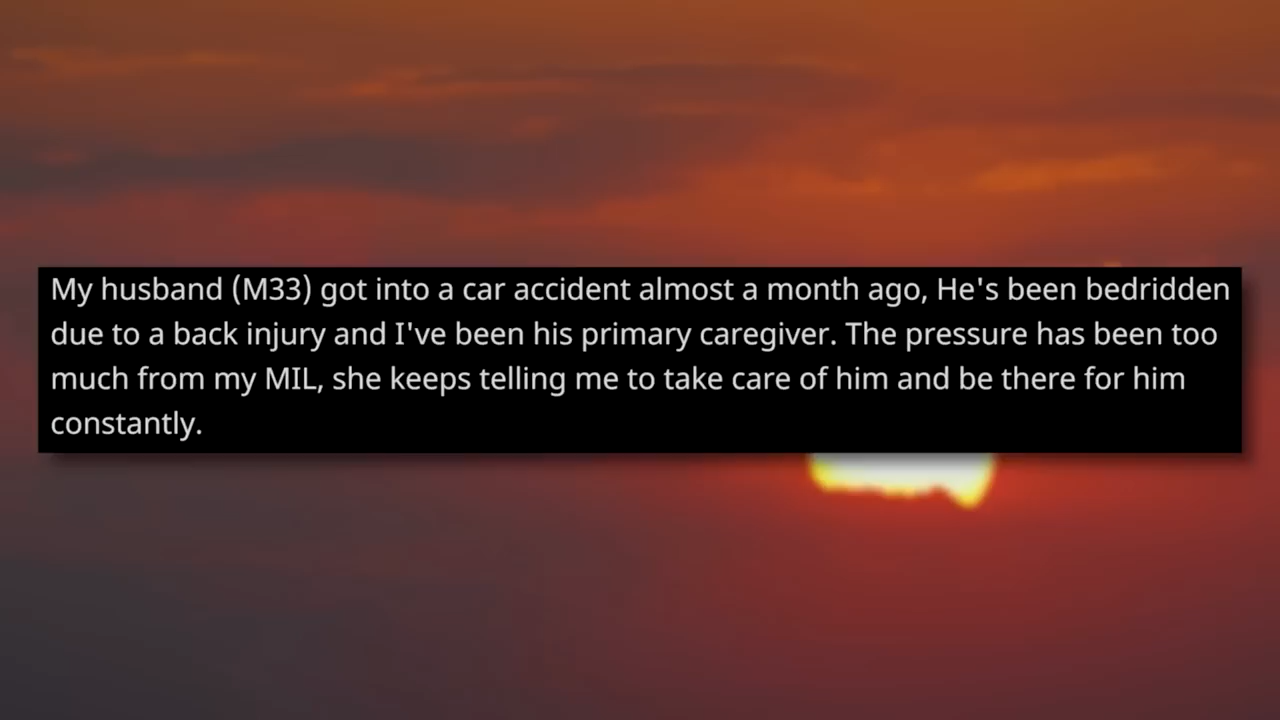 My husband (M33) got into a car accident almost a month ago, He's been bedridden
due to a back injury and I've been his primary caregiver. The pressure has been too
much from my MIL, she keeps telling me to take care of him and be there for him
constantly.